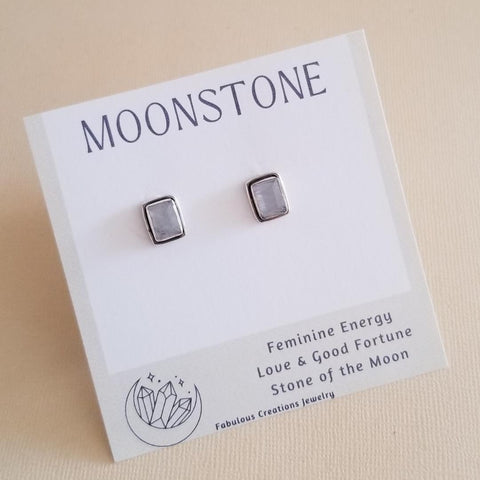 MOONSTONE
Feminine Energy
Love & Good Fortune
Stone of the Moon
Fabulous Creations Jewelry